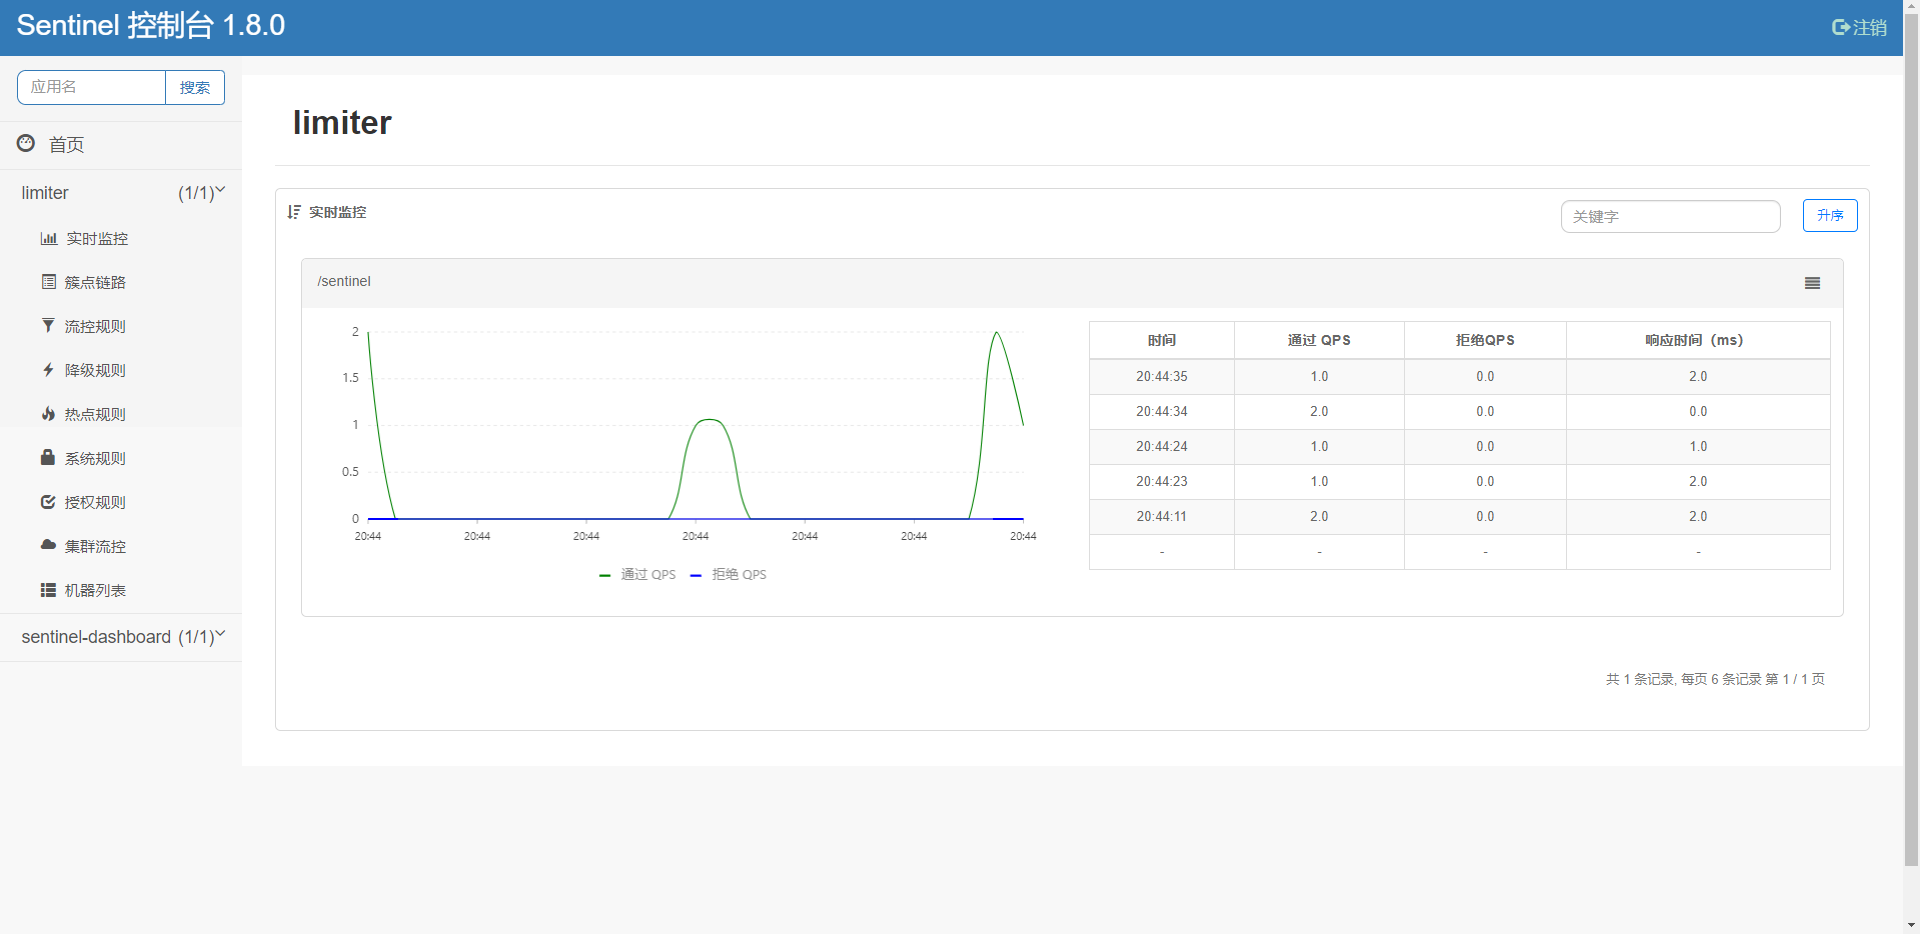 Sentinel 控制台 1.8.0
注销
应用名 搜索
首页
limiter (1/1)
实时监控
簇点链路
流控规则
降级规则
热点规则
系统规则
授权规则
集群流控
机器列表
sentinel-dashboard (1/1)
limiter
实时监控
关键字 升序
/sentinel
2
1.5
1
0.5
0
20:44 20:44 20:44 20:44 20:44 20:44 20:44
通过 QPS 拒绝 QPS
时间 通过 QPS 拒绝QPS 响应时间（ms）
20:44:35 1.0 0.0 2.0
20:44:34 2.0 0.0 0.0
20:44:24 1.0 0.0 1.0
20:44:23 1.0 0.0 2.0
20:44:11 2.0 0.0 2.0
- - - -
共 1 条记录, 每页 6 条记录 第 1 / 1 页